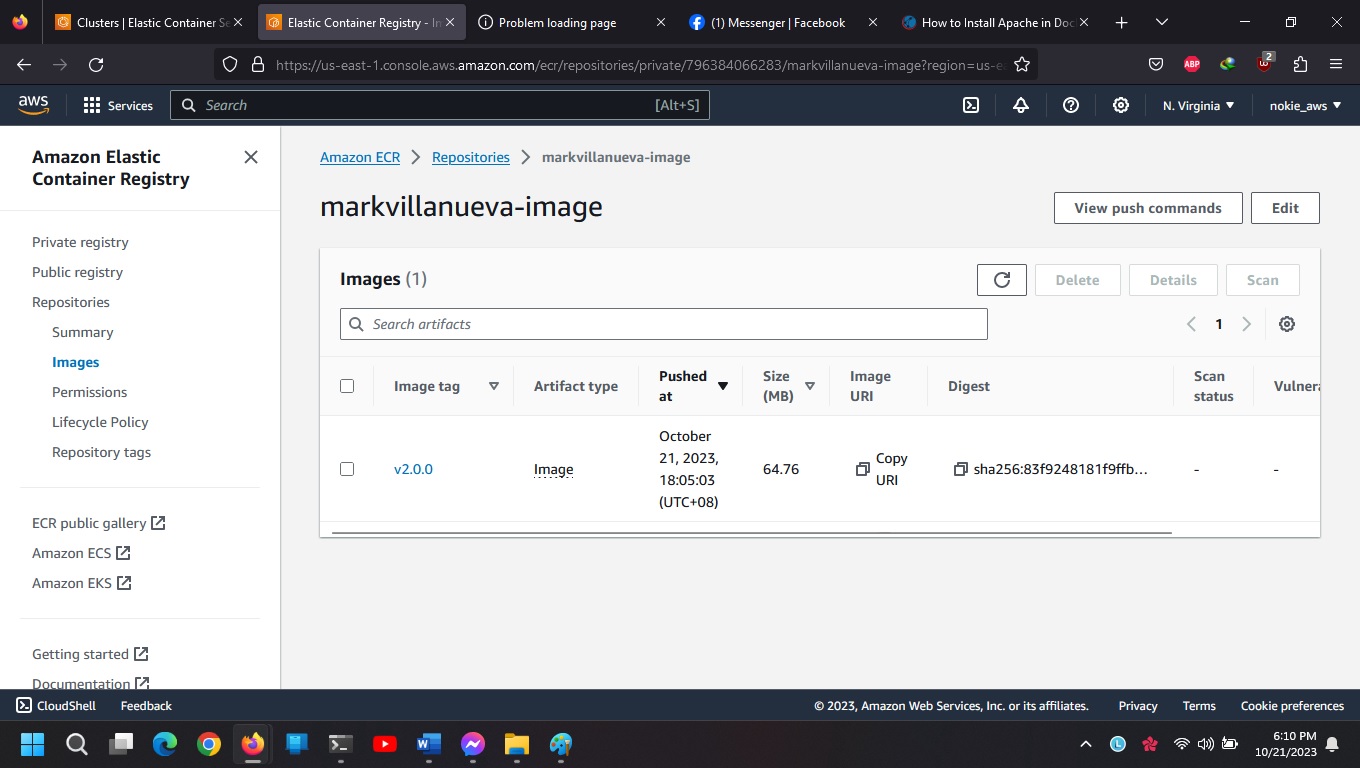 Clusters | Elastic Container Se
Elastic Container Registry - In
Problem loading page
(1) Messenger | Facebook
How to Install Apache in Doc
https://us-east-1.console.aws.amazon.com/ecr/repositories/private/796384066283/markvillanueva-image?region=us-ea
ABP
2
aws
Services
Search
[Alt+S]
N. Virginia
nokie_aws
Amazon Elastic
Container Registry
Private registry
Public registry
Repositories
Summary
Images
Permissions
Lifecycle Policy
Repository tags
ECR public gallery
Amazon ECS
Amazon EKS
Getting started
Documentation
Amazon ECR
Repositories
markvillanueva-image
markvillanueva-image
View push commands
Edit
Images (1)
Delete
Details
Scan
Search artifacts
1
Image tag
Artifact type
Pushed
at
Size
(MB)
Image
URI
Digest
Scan
status
Vulnera
v2.0.0
Image
October
21, 2023,
18:05:03
(UTC+08)
64.76
Copy
URI
sha256:83f9248181f9ffb...
-
-
CloudShell
Feedback
© 2023, Amazon Web Services, Inc. or its affiliates.
Privacy
Terms
Cookie preferences
6:10 PM
10/21/2023